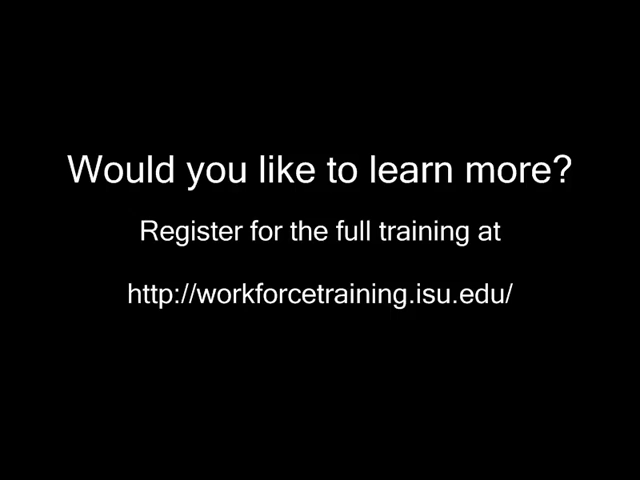 Would you like to learn more?
Register for the full training at
http://workforcetraining.isu.edu/